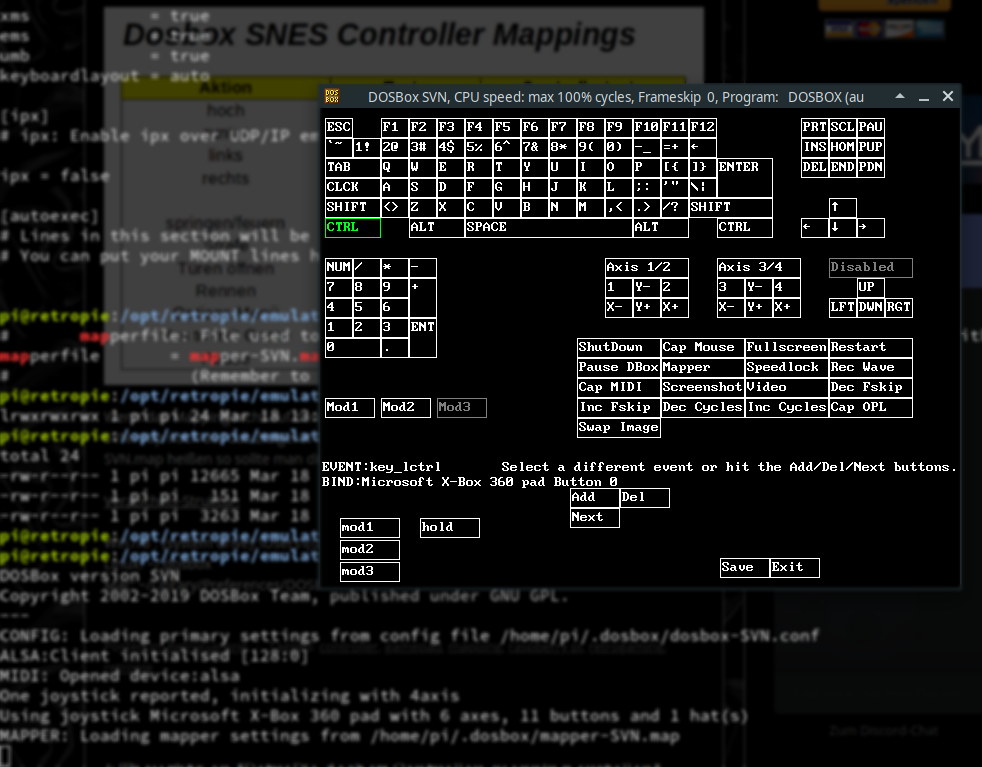 xms = true
ems = true
umb = true
keyboardlayout = auto
[ipx]
# ipx: Enable ipx over UDP/IP em
ipx = false
[autoexec]
# Lines in this section will be
# You can put your MOUNT lines h
pi@retropie:/opt/retropie/emulat
# mapperfile: File used to
mapperfile = mapper-SVN.ma
# (Remember to
pi@retropie:/opt/retropie/emulat
lrwxrwxrwx 1 pi pi 24 Mar 18 13:
pi@retropie:/opt/retropie/emulat
total 24
-rw-r--r-- 1 pi pi 12665 Mar 18
-rw-r--r-- 1 pi pi 151 Mar 18
-rw-r--r-- 1 pi pi 3263 Mar 18
pi@retropie:/opt/retropie/emulat
pi@retropie:/opt/retropie/emulat
DOSBox version SVN
Copyright 2002-2019 DOSBox Team, published under GNU GPL.
---
CONFIG: Loading primary settings from config file /home/pi/.dosbox/dosbox-SVN.conf
ALSA:Client initialised [128:0]
MIDI: Opened device:alsa
One joystick reported, initializing with 4axis
Using joystick Microsoft X-Box 360 pad with 6 axes, 11 buttons and 1 hat(s)
MAPPER: Loading mapper settings from /home/pi/.dosbox/mapper-SVN.map
Dosbox SNES Controller Mappings
Aktion
hoch
links
rechts
springen/feuern
Türen öffnen
Rennen
Zum Discord-Chat
DOSBox SVN, CPU speed: max 100% cycles, Frameskip 0, Program: DOSBOX (au
ESC F1 F2 F3 F4 F5 F6 F7 F8 F9 F10 F11 F12 PRT SCL PAU
`~ 1! 2@ 3# 4$ 5% 6^ 7& 8* 9( 0) -_ =+ ← INS HOM PUP
TAB Q W E R T Y U I O P [{ ]} ENTER DEL END PDN
CLCK A S D F G H J K L ;: '" \¦
SHIFT <> Z X C V B N M ,< .> /? SHIFT ↑
CTRL ALT SPACE ALT CTRL ← ↓ →
NUM / * - Axis 1/2 Axis 3/4 Disabled
7 8 9 + 1 Y- 2 3 Y- 4 UP
4 5 6 X- Y+ X+ X- Y+ X+ LFT DWN RGT
1 2 3 ENT
0 .
ShutDown Cap Mouse Fullscreen Restart
Pause DBox Mapper Speedlock Rec Wave
Cap MIDI Screenshot Video Dec Fskip
Mod1 Mod2 Mod3 Inc Fskip Dec Cycles Inc Cycles Cap OPL
Swap Image
EVENT:key_lctrl Select a different event or hit the Add/Del/Next buttons.
BIND:Microsoft X-Box 360 pad Button 0
Add Del
Next
mod1 hold
mod2
mod3
Save Exit